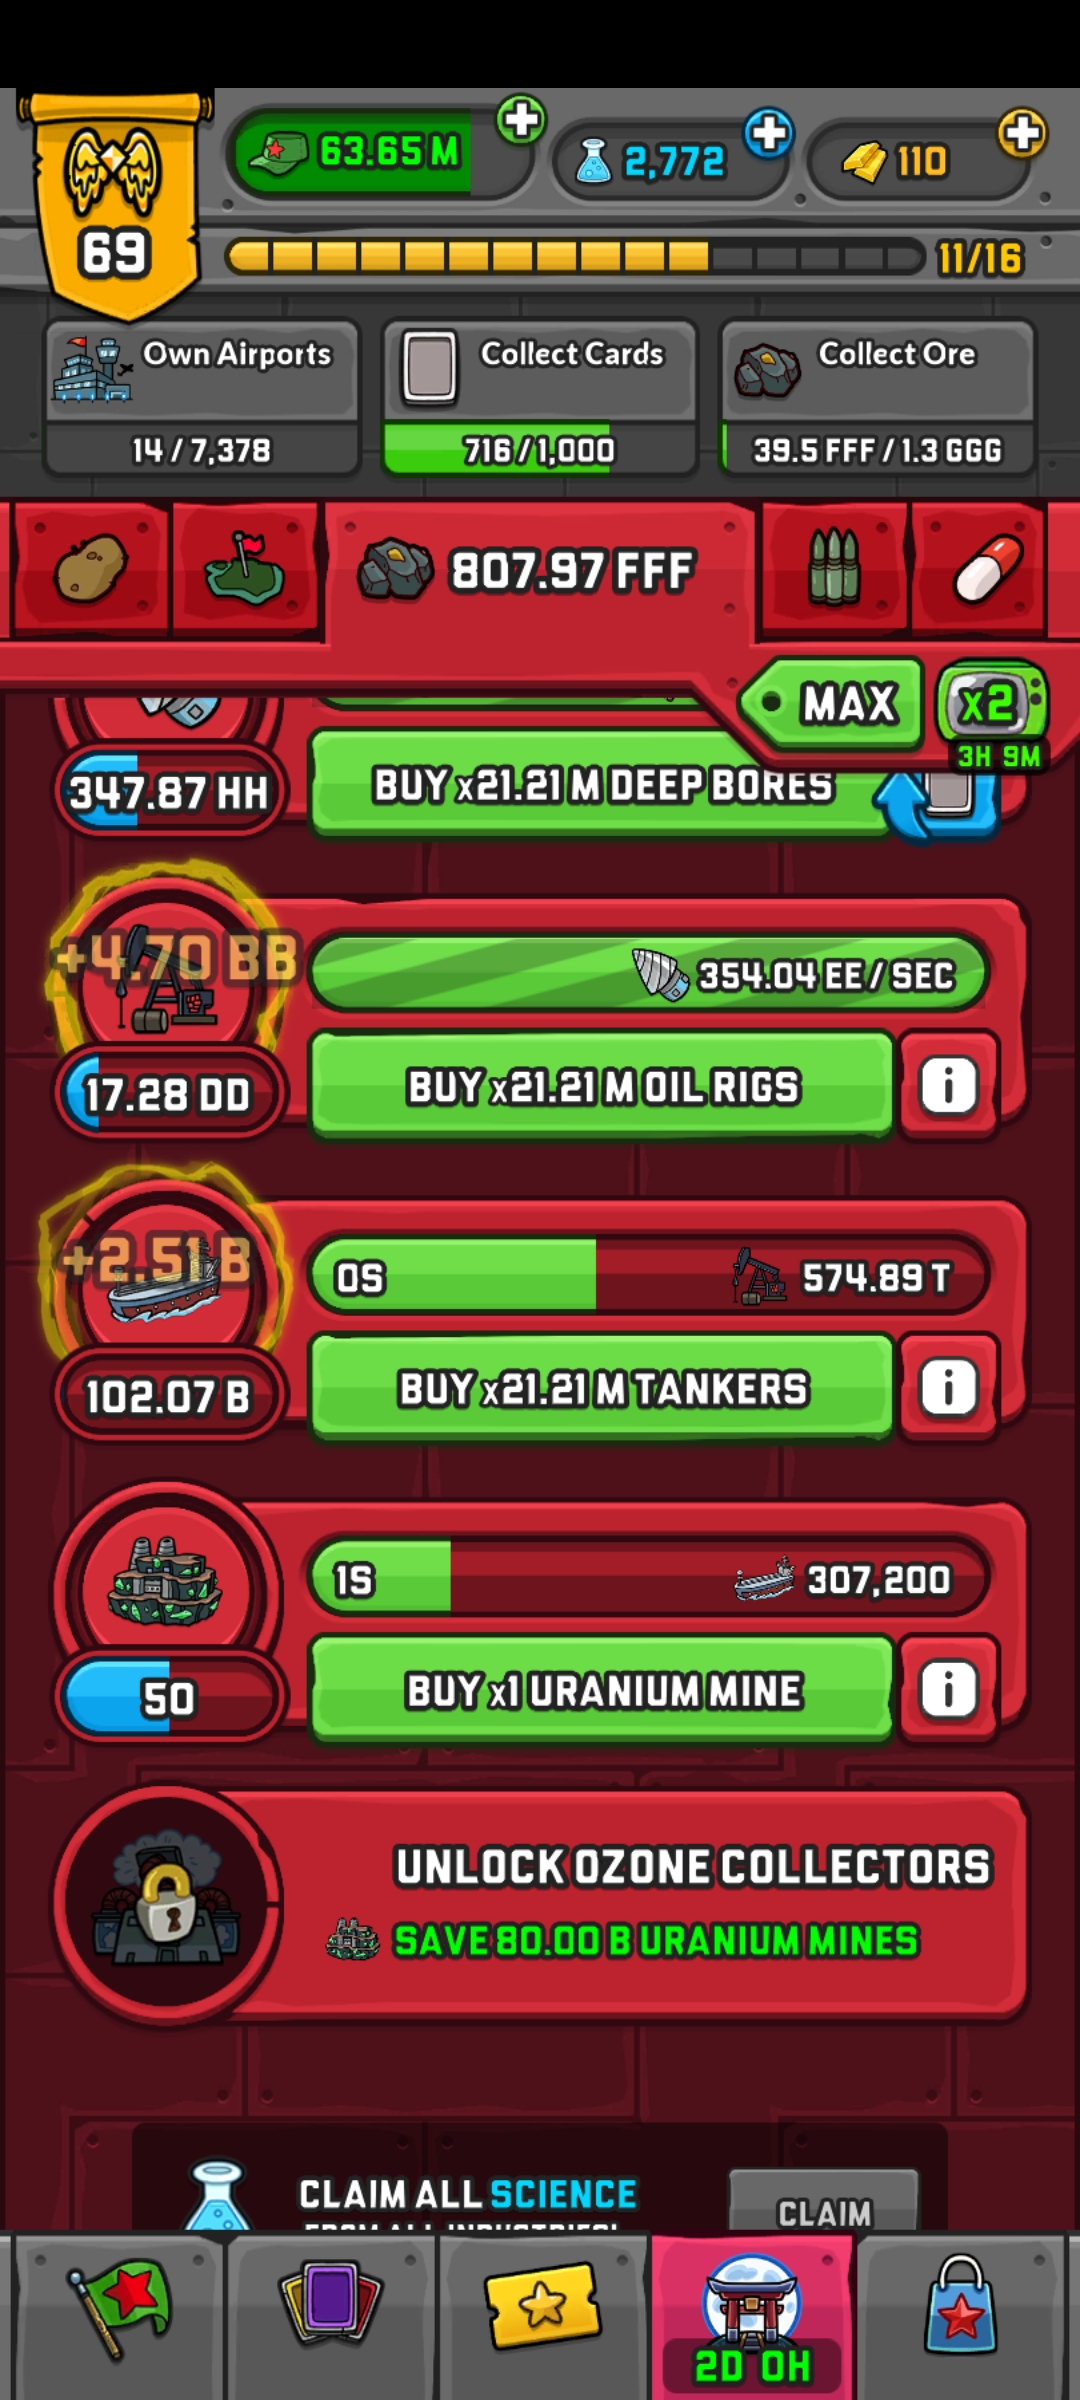 63.65 M
2,772
110
69
11/16
Own Airports
Collect Cards
Collect Ore
14 / 7,378
716 / 1,000
39.5 FFF / 1.3 GGG
807.97 FFF
MAX
x2
3H 9M
347.87 HH
BUY x21.21 M DEEP BORES
+4.70 BB
354.04 EE / SEC
17.28 DD
BUY x21.21 M OIL RIGS
+2.51 B
0S
574.89 T
102.07 B
BUY x21.21 M TANKERS
1S
307,200
50
BUY x1 URANIUM MINE
UNLOCK OZONE COLLECTORS
SAVE 80.00 B URANIUM MINES
CLAIM ALL SCIENCE
FROM ALL INDUSTRIES!
CLAIM
2D 0H